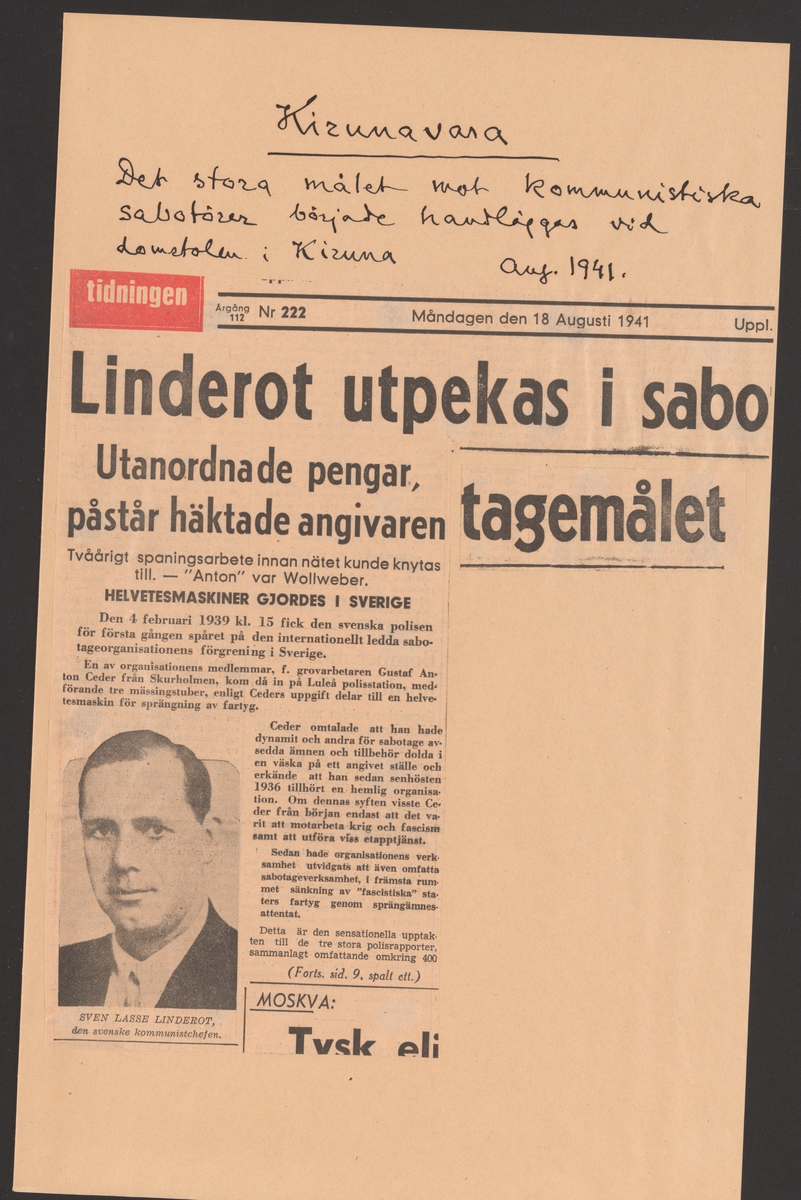 Kirunavara
Det stora målet mot kommunistiska
sabotörer började handläggas vid
domstolen i Kiruna
Aug. 1941.
tidningen
Årgång 112 Nr 222 Måndagen den 18 Augusti 1941 Uppl.
Linderot utpekas i sabo
tagemålet
Utanordnade pengar,
påstår häktade angivaren
Tvåårigt spaningsarbete innan nätet kunde knytas
till. — "Anton" var Wollweber.
HELVETESMASKINER GJORDES I SVERIGE
Den 4 februari 1939 kl. 15 fick den svenska polisen
för första gången spåret på den internationellt ledda sabo-
tageorganisationens förgrening i Sverige.
En av organisationens medlemmar, f. grovarbetaren Gustaf An-
ton Ceder från Skurholmen, kom då in på Luleå polisstation, med-
förande tre mässingstuber, enligt Ceders uppgift delar till en helve-
tesmaskin för sprängning av fartyg.
Ceder omtalade att han hade
dynamit och andra för sabotage av-
sedda ämnen och tillbehör dolda i
en väska på ett angivet ställe och
erkände att han sedan senhösten
1936 tillhört en hemlig organisa-
tion. Om dennas syften visste Ce-
der från början endast att det va-
rit att motarbeta krig och fascism
samt att utföra viss etapptjänst.
Sedan hade organisationens verk-
samhet utvidgats att även omfatta
sabotageverksamhet, i främsta rum-
met sänkning av "fascistiska" sta-
ters fartyg genom sprängämnes-
attentat.
Detta är den sensationella upptak-
ten till de tre stora polisrapporter,
sammanlagt omfattande omkring 400
(Forts. sid. 9, spalt ett.)
SVEN LASSE LINDEROT,
den svenske kommunistchefen.
MOSKVA:
Tysk eli